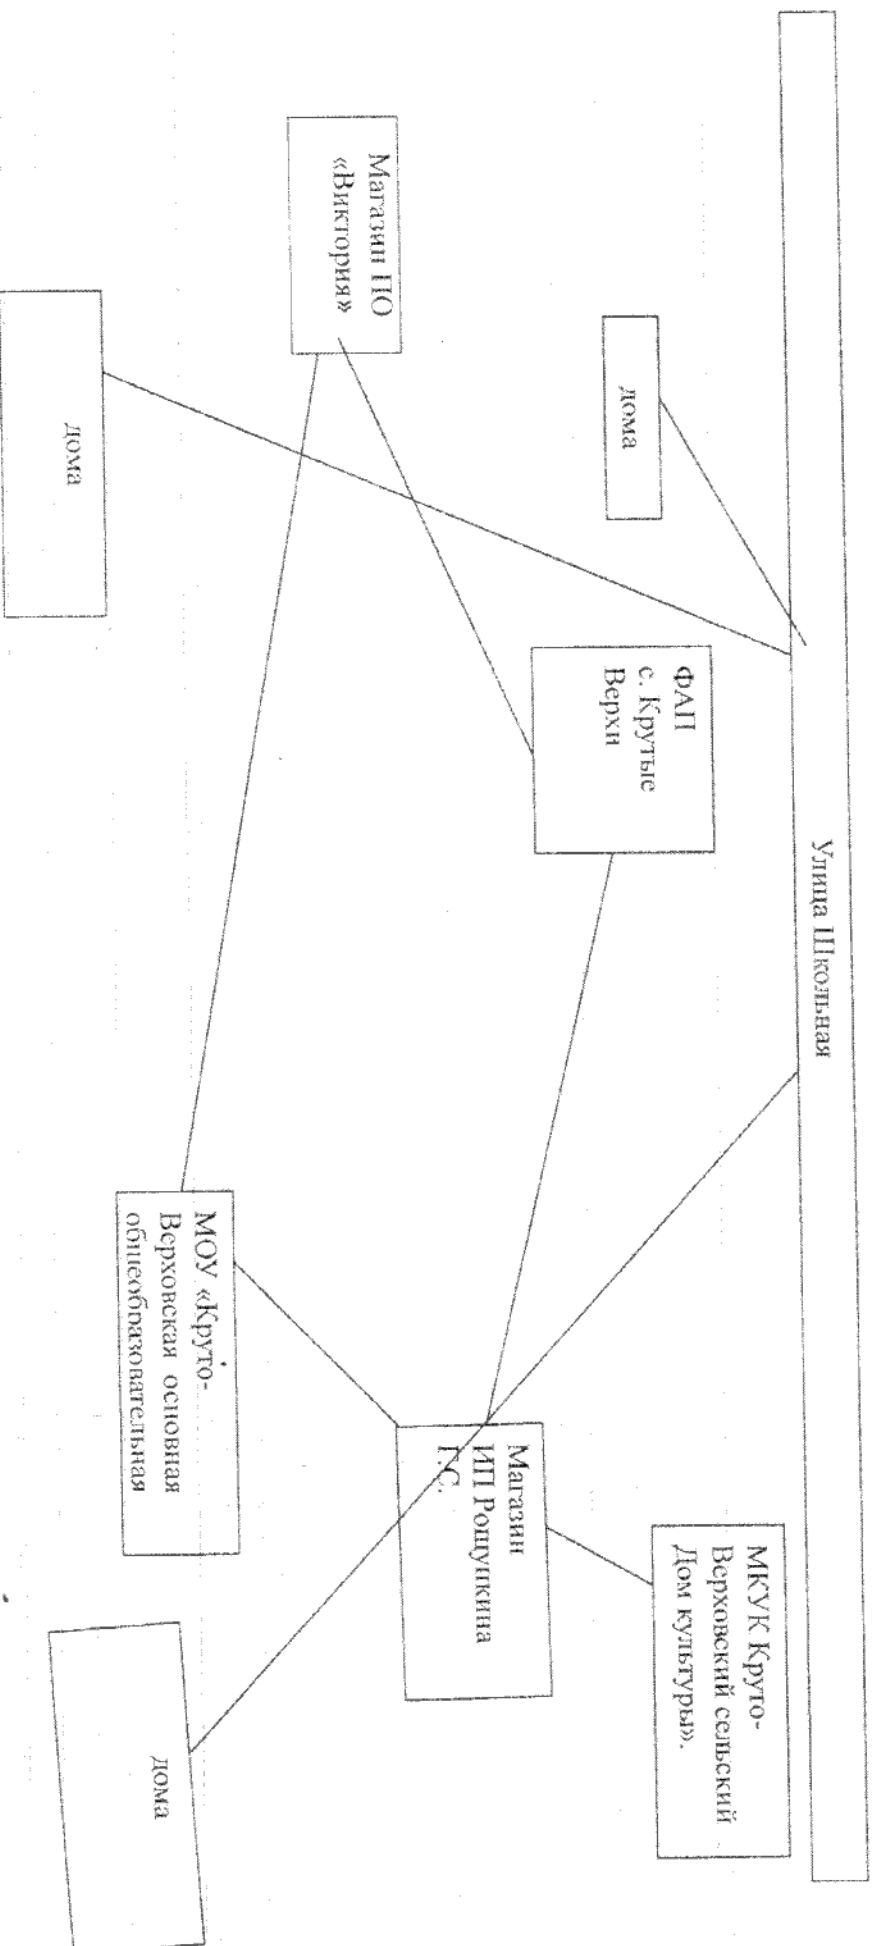 Улица Школьная
дома
ФАП
с. Крутые
Верхи
МКУК Круто-
Верховский сельский
Дом культуры».
Магазин ПО
«Виктория»
Магазин
ИП Рощупкина
Г.С.
дома
МОУ «Круто-
Верховская основная
общеобразовательная
дома